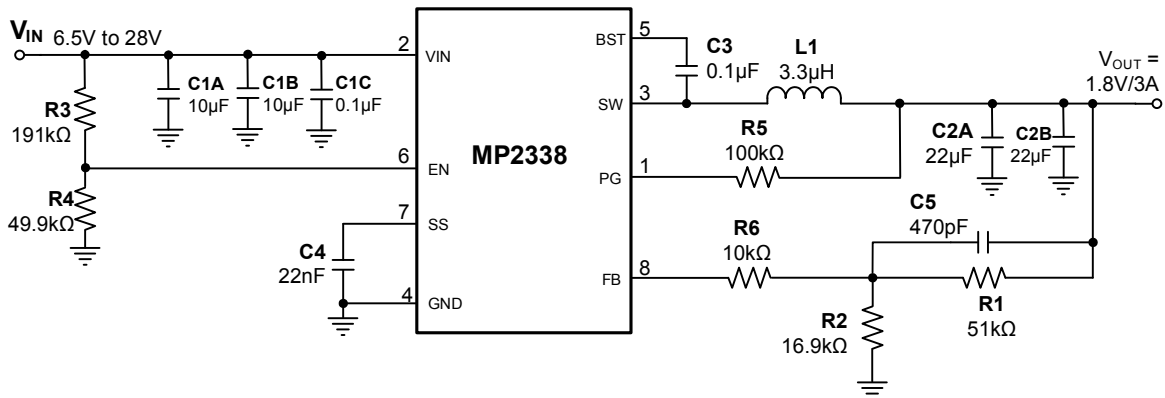 VIN 6.5V to 28V
R3
191kΩ
R4
49.9kΩ
C1A
10µF
C1B
10µF
C1C
0.1µF
C4
22nF
2
VIN
6
EN
7
SS
4
GND
MP2338
5
BST
3
SW
1
PG
8
FB
C3
0.1µF
L1
3.3µH
R5
100kΩ
VOUT =
1.8V/3A
C2A
22µF
C2B
22µF
C5
470pF
R6
10kΩ
R1
51kΩ
R2
16.9kΩ